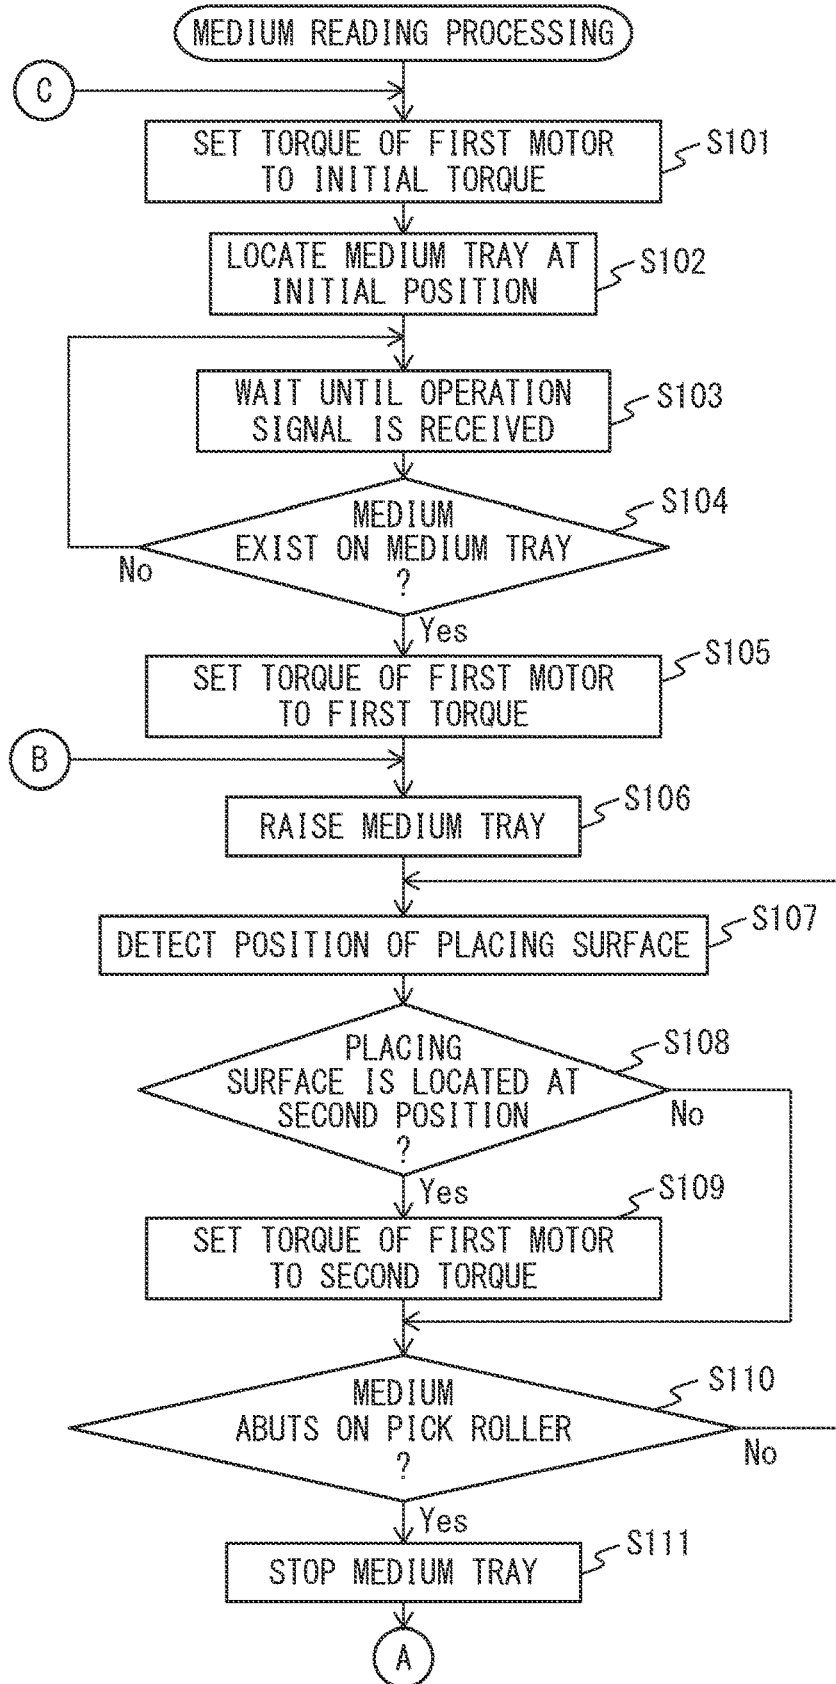 MEDIUM READING PROCESSING
C
SET TORQUE OF FIRST MOTOR
TO INITIAL TORQUE
S101
LOCATE MEDIUM TRAY AT
INITIAL POSITION
S102
WAIT UNTIL OPERATION
SIGNAL IS RECEIVED
S103
MEDIUM
EXIST ON MEDIUM TRAY
?
S104
No
Yes
SET TORQUE OF FIRST MOTOR
TO FIRST TORQUE
S105
B
RAISE MEDIUM TRAY
S106
DETECT POSITION OF PLACING SURFACE
S107
PLACING
SURFACE IS LOCATED AT
SECOND POSITION
?
S108
No
Yes
SET TORQUE OF FIRST MOTOR
TO SECOND TORQUE
S109
MEDIUM
ABUTS ON PICK ROLLER
?
S110
No
Yes
STOP MEDIUM TRAY
S111
A